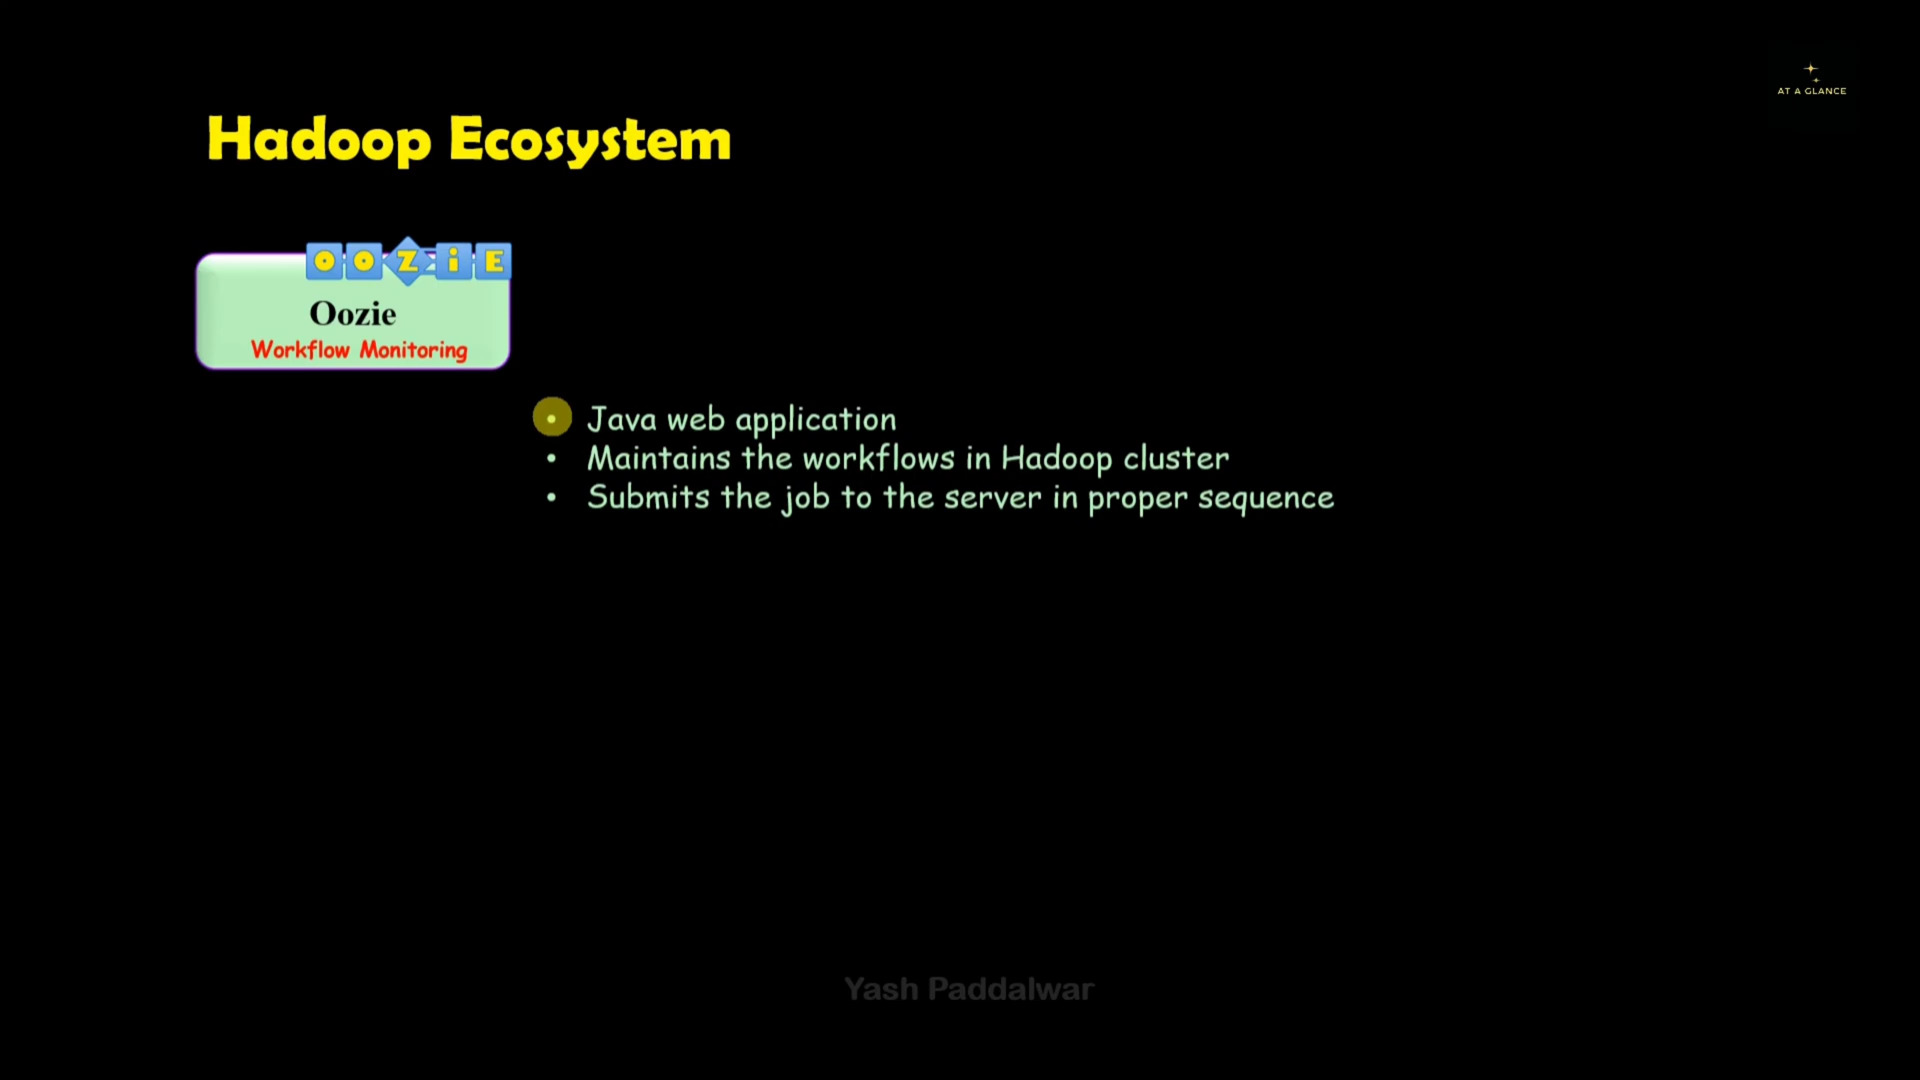 AT A GLANCE
Hadoop Ecosystem
OOZiE
Oozie
Workflow Monitoring
• Java web application
• Maintains the workflows in Hadoop cluster
• Submits the job to the server in proper sequence
Yash Paddalwar